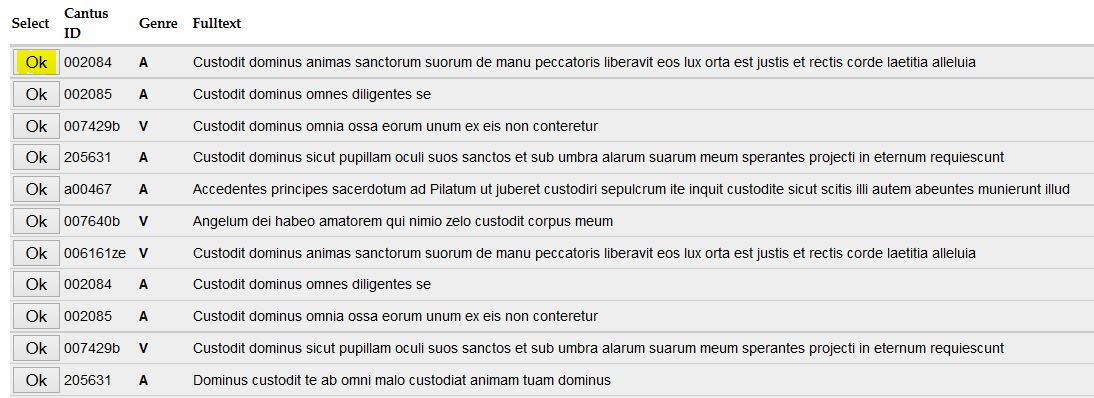 Select Cantus ID Genre Fulltext
Ok 002084 A Custodit dominus animas sanctorum suorum de manu peccatoris liberavit eos lux orta est justis et rectis corde laetitia alleluia
Ok 002085 A Custodit dominus omnes diligentes se
Ok 007429b V Custodit dominus omnia ossa eorum unum ex eis non conteretur
Ok 205631 A Custodit dominus sicut pupillam oculi suos sanctos et sub umbra alarum suarum meum sperantes projecti in eternum requiescunt
Ok a00467 A Accedentes principes sacerdotum ad Pilatum ut juberet custodiri sepulcrum ite inquit custodite sicut scitis illi autem abeuntes munierunt illud
Ok 007640b V Angelum dei habeo amatorem qui nimio zelo custodit corpus meum
Ok 006161ze V Custodit dominus animas sanctorum suorum de manu peccatoris liberavit eos lux orta est justis et rectis corde laetitia alleluia
Ok 002084 A Custodit dominus omnes diligentes se
Ok 002085 A Custodit dominus omnia ossa eorum unum ex eis non conteretur
Ok 007429b V Custodit dominus sicut pupillam oculi suos sanctos et sub umbra alarum suarum meum sperantes projecti in eternum requiescunt
Ok 205631 A Dominus custodit te ab omni malo custodiat animam tuam dominus